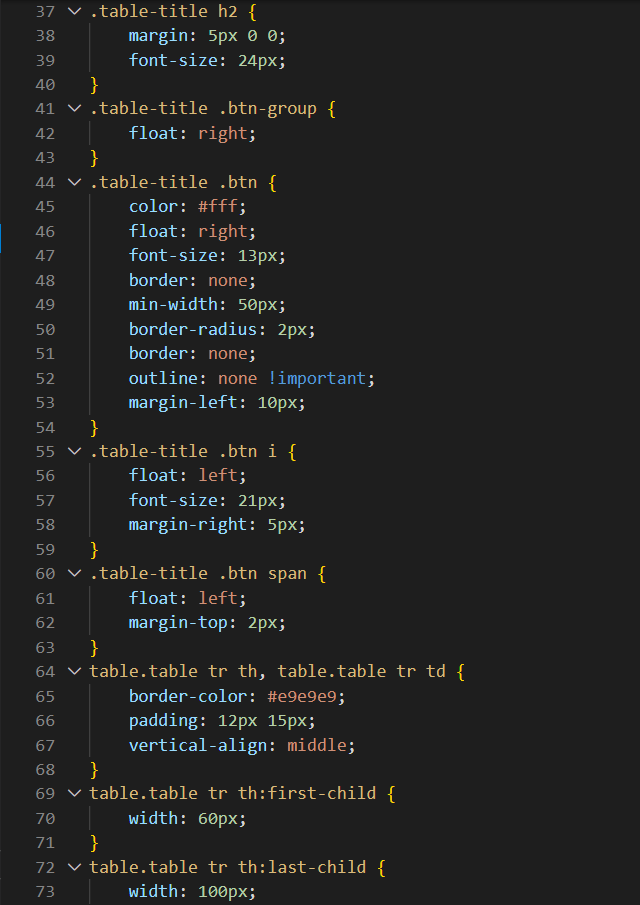 37 .table-title h2 {
38 margin: 5px 0 0;
39 font-size: 24px;
40 }
41 .table-title .btn-group {
42 float: right;
43 }
44 .table-title .btn {
45 color: #fff;
46 float: right;
47 font-size: 13px;
48 border: none;
49 min-width: 50px;
50 border-radius: 2px;
51 border: none;
52 outline: none !important;
53 margin-left: 10px;
54 }
55 .table-title .btn i {
56 float: left;
57 font-size: 21px;
58 margin-right: 5px;
59 }
60 .table-title .btn span {
61 float: left;
62 margin-top: 2px;
63 }
64 table.table tr th, table.table tr td {
65 border-color: #e9e9e9;
66 padding: 12px 15px;
67 vertical-align: middle;
68 }
69 table.table tr th:first-child {
70 width: 60px;
71 }
72 table.table tr th:last-child {
73 width: 100px;